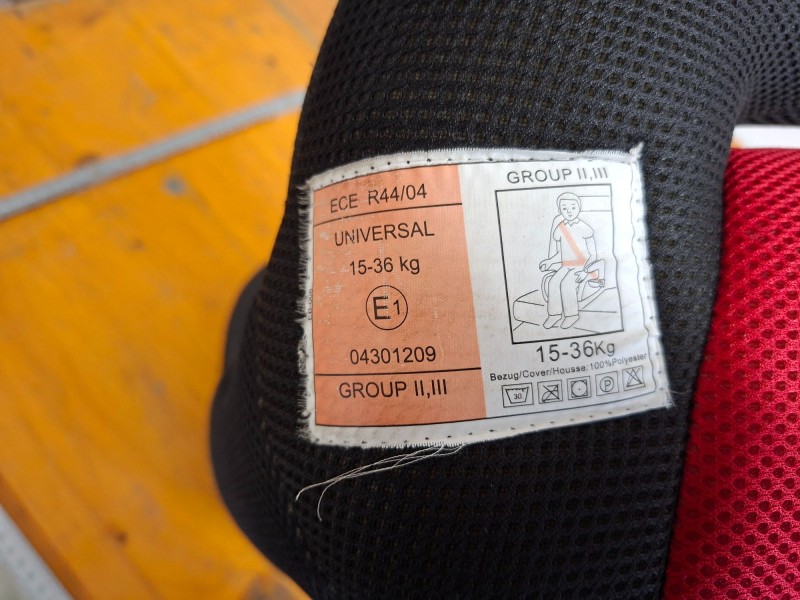 ECE R44/04
UNIVERSAL
15-36 kg
E1
04301209
GROUP II,III
GROUP II,III
15-36Kg
Bezug/Cover/Housse:100%Polyester
30
P